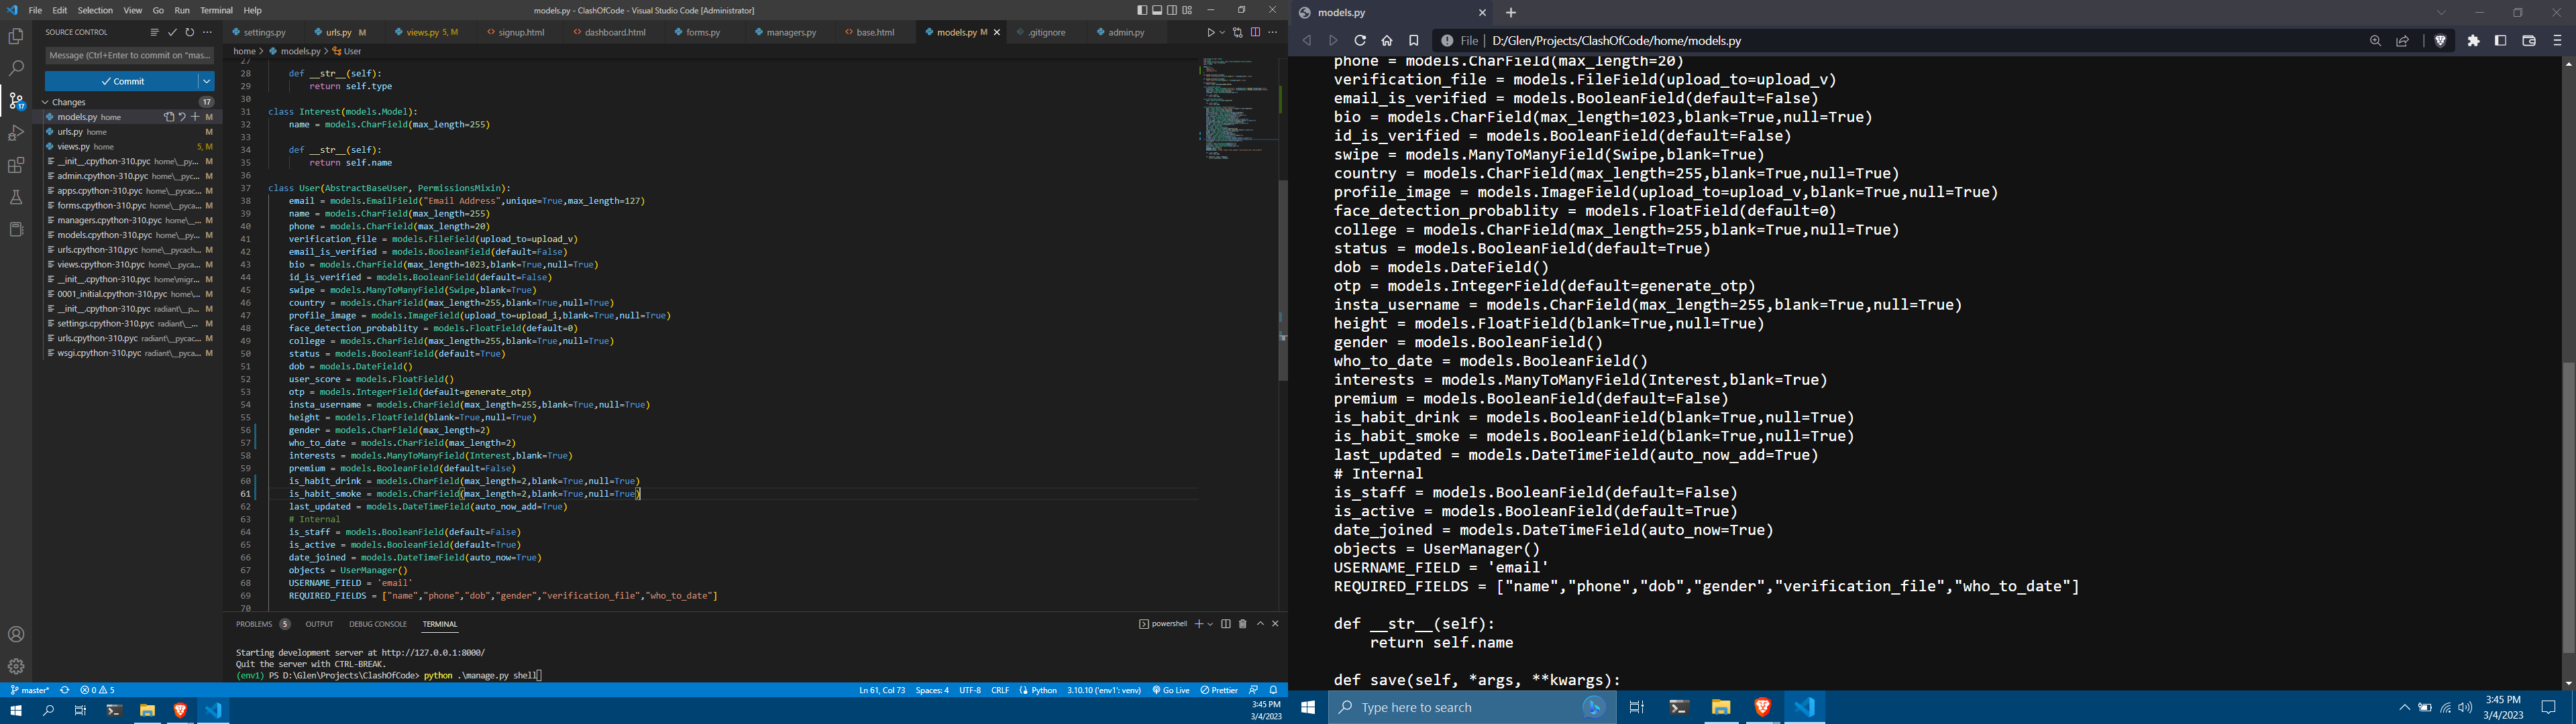 File Edit Selection View Go Run Terminal Help
models.py - ClashOfCode - Visual Studio Code [Administrator]
SOURCE CONTROL
Message (Ctrl+Enter to commit on "mas...
Commit
Changes 17
models.py home M
urls.py home M
views.py home 5, M
__init__.cpython-310.pyc home\__py... M
admin.cpython-310.pyc home\__pyc... M
apps.cpython-310.pyc home\__pycac... M
forms.cpython-310.pyc home\__pyca... M
managers.cpython-310.pyc home\__... M
models.cpython-310.pyc home\__py... M
urls.cpython-310.pyc home\__pycach... M
views.cpython-310.pyc home\__pyca... M
__init__.cpython-310.pyc home\migr... M
0001_initial.cpython-310.pyc home\... M
__init__.cpython-310.pyc radiant\__p... M
settings.cpython-310.pyc radiant\__... M
urls.cpython-310.pyc radiant\__pycac... M
wsgi.cpython-310.pyc radiant\__pyca... M
17
settings.py urls.py M views.py 5, M signup.html dashboard.html forms.py managers.py base.html models.py M .gitignore admin.py
home > models.py > User
27
28 def __str__(self):
29 return self.type
30
31 class Interest(models.Model):
32 name = models.CharField(max_length=255)
33
34 def __str__(self):
35 return self.name
36
37 class User(AbstractBaseUser, PermissionsMixin):
38 email = models.EmailField("Email Address",unique=True,max_length=127)
39 name = models.CharField(max_length=255)
40 phone = models.CharField(max_length=20)
41 verification_file = models.FileField(upload_to=upload_v)
42 email_is_verified = models.BooleanField(default=False)
43 bio = models.CharField(max_length=1023,blank=True,null=True)
44 id_is_verified = models.BooleanField(default=False)
45 swipe = models.ManyToManyField(Swipe,blank=True)
46 country = models.CharField(max_length=255,blank=True,null=True)
47 profile_image = models.ImageField(upload_to=upload_i,blank=True,null=True)
48 face_detection_probablity = models.FloatField(default=0)
49 college = models.CharField(max_length=255,blank=True,null=True)
50 status = models.BooleanField(default=True)
51 dob = models.DateField()
52 user_score = models.FloatField()
53 otp = models.IntegerField(default=generate_otp)
54 insta_username = models.CharField(max_length=255,blank=True,null=True)
55 height = models.FloatField(blank=True,null=True)
56 gender = models.CharField(max_length=2)
57 who_to_date = models.CharField(max_length=2)
58 interests = models.ManyToManyField(Interest,blank=True)
59 premium = models.BooleanField(default=False)
60 is_habit_drink = models.CharField(max_length=2,blank=True,null=True)
61 is_habit_smoke = models.CharField(max_length=2,blank=True,null=True)
62 last_updated = models.DateTimeField(auto_now_add=True)
63 # Internal
64 is_staff = models.BooleanField(default=False)
65 is_active = models.BooleanField(default=True)
66 date_joined = models.DateTimeField(auto_now=True)
67 objects = UserManager()
68 USERNAME_FIELD = 'email'
69 REQUIRED_FIELDS = ["name","phone","dob","gender","verification_file","who_to_date"]
70
PROBLEMS 5 OUTPUT DEBUG CONSOLE TERMINAL
powershell
Starting development server at http://127.0.0.1:8000/
Quit the server with CTRL-BREAK.
(env1) PS D:\Glen\Projects\ClashOfCode> python .\manage.py shell
master* 0 5
Ln 61, Col 73 Spaces: 4 UTF-8 CRLF Python 3.10.10 ('env1': venv) Go Live Prettier
3:45 PM
3/4/2023
models.py
File D:/Glen/Projects/ClashOfCode/home/models.py
phone = models.CharField(max_length=20)
verification_file = models.FileField(upload_to=upload_v)
email_is_verified = models.BooleanField(default=False)
bio = models.CharField(max_length=1023,blank=True,null=True)
id_is_verified = models.BooleanField(default=False)
swipe = models.ManyToManyField(Swipe,blank=True)
country = models.CharField(max_length=255,blank=True,null=True)
profile_image = models.ImageField(upload_to=upload_v,blank=True,null=True)
face_detection_probablity = models.FloatField(default=0)
college = models.CharField(max_length=255,blank=True,null=True)
status = models.BooleanField(default=True)
dob = models.DateField()
otp = models.IntegerField(default=generate_otp)
insta_username = models.CharField(max_length=255,blank=True,null=True)
height = models.FloatField(blank=True,null=True)
gender = models.BooleanField()
who_to_date = models.BooleanField()
interests = models.ManyToManyField(Interest,blank=True)
premium = models.BooleanField(default=False)
is_habit_drink = models.BooleanField(blank=True,null=True)
is_habit_smoke = models.BooleanField(blank=True,null=True)
last_updated = models.DateTimeField(auto_now_add=True)
# Internal
is_staff = models.BooleanField(default=False)
is_active = models.BooleanField(default=True)
date_joined = models.DateTimeField(auto_now=True)
objects = UserManager()
USERNAME_FIELD = 'email'
REQUIRED_FIELDS = ["name","phone","dob","gender","verification_file","who_to_date"]
def __str__(self):
return self.name
def save(self, *args, **kwargs):
Type here to search
3:45 PM
3/4/2023